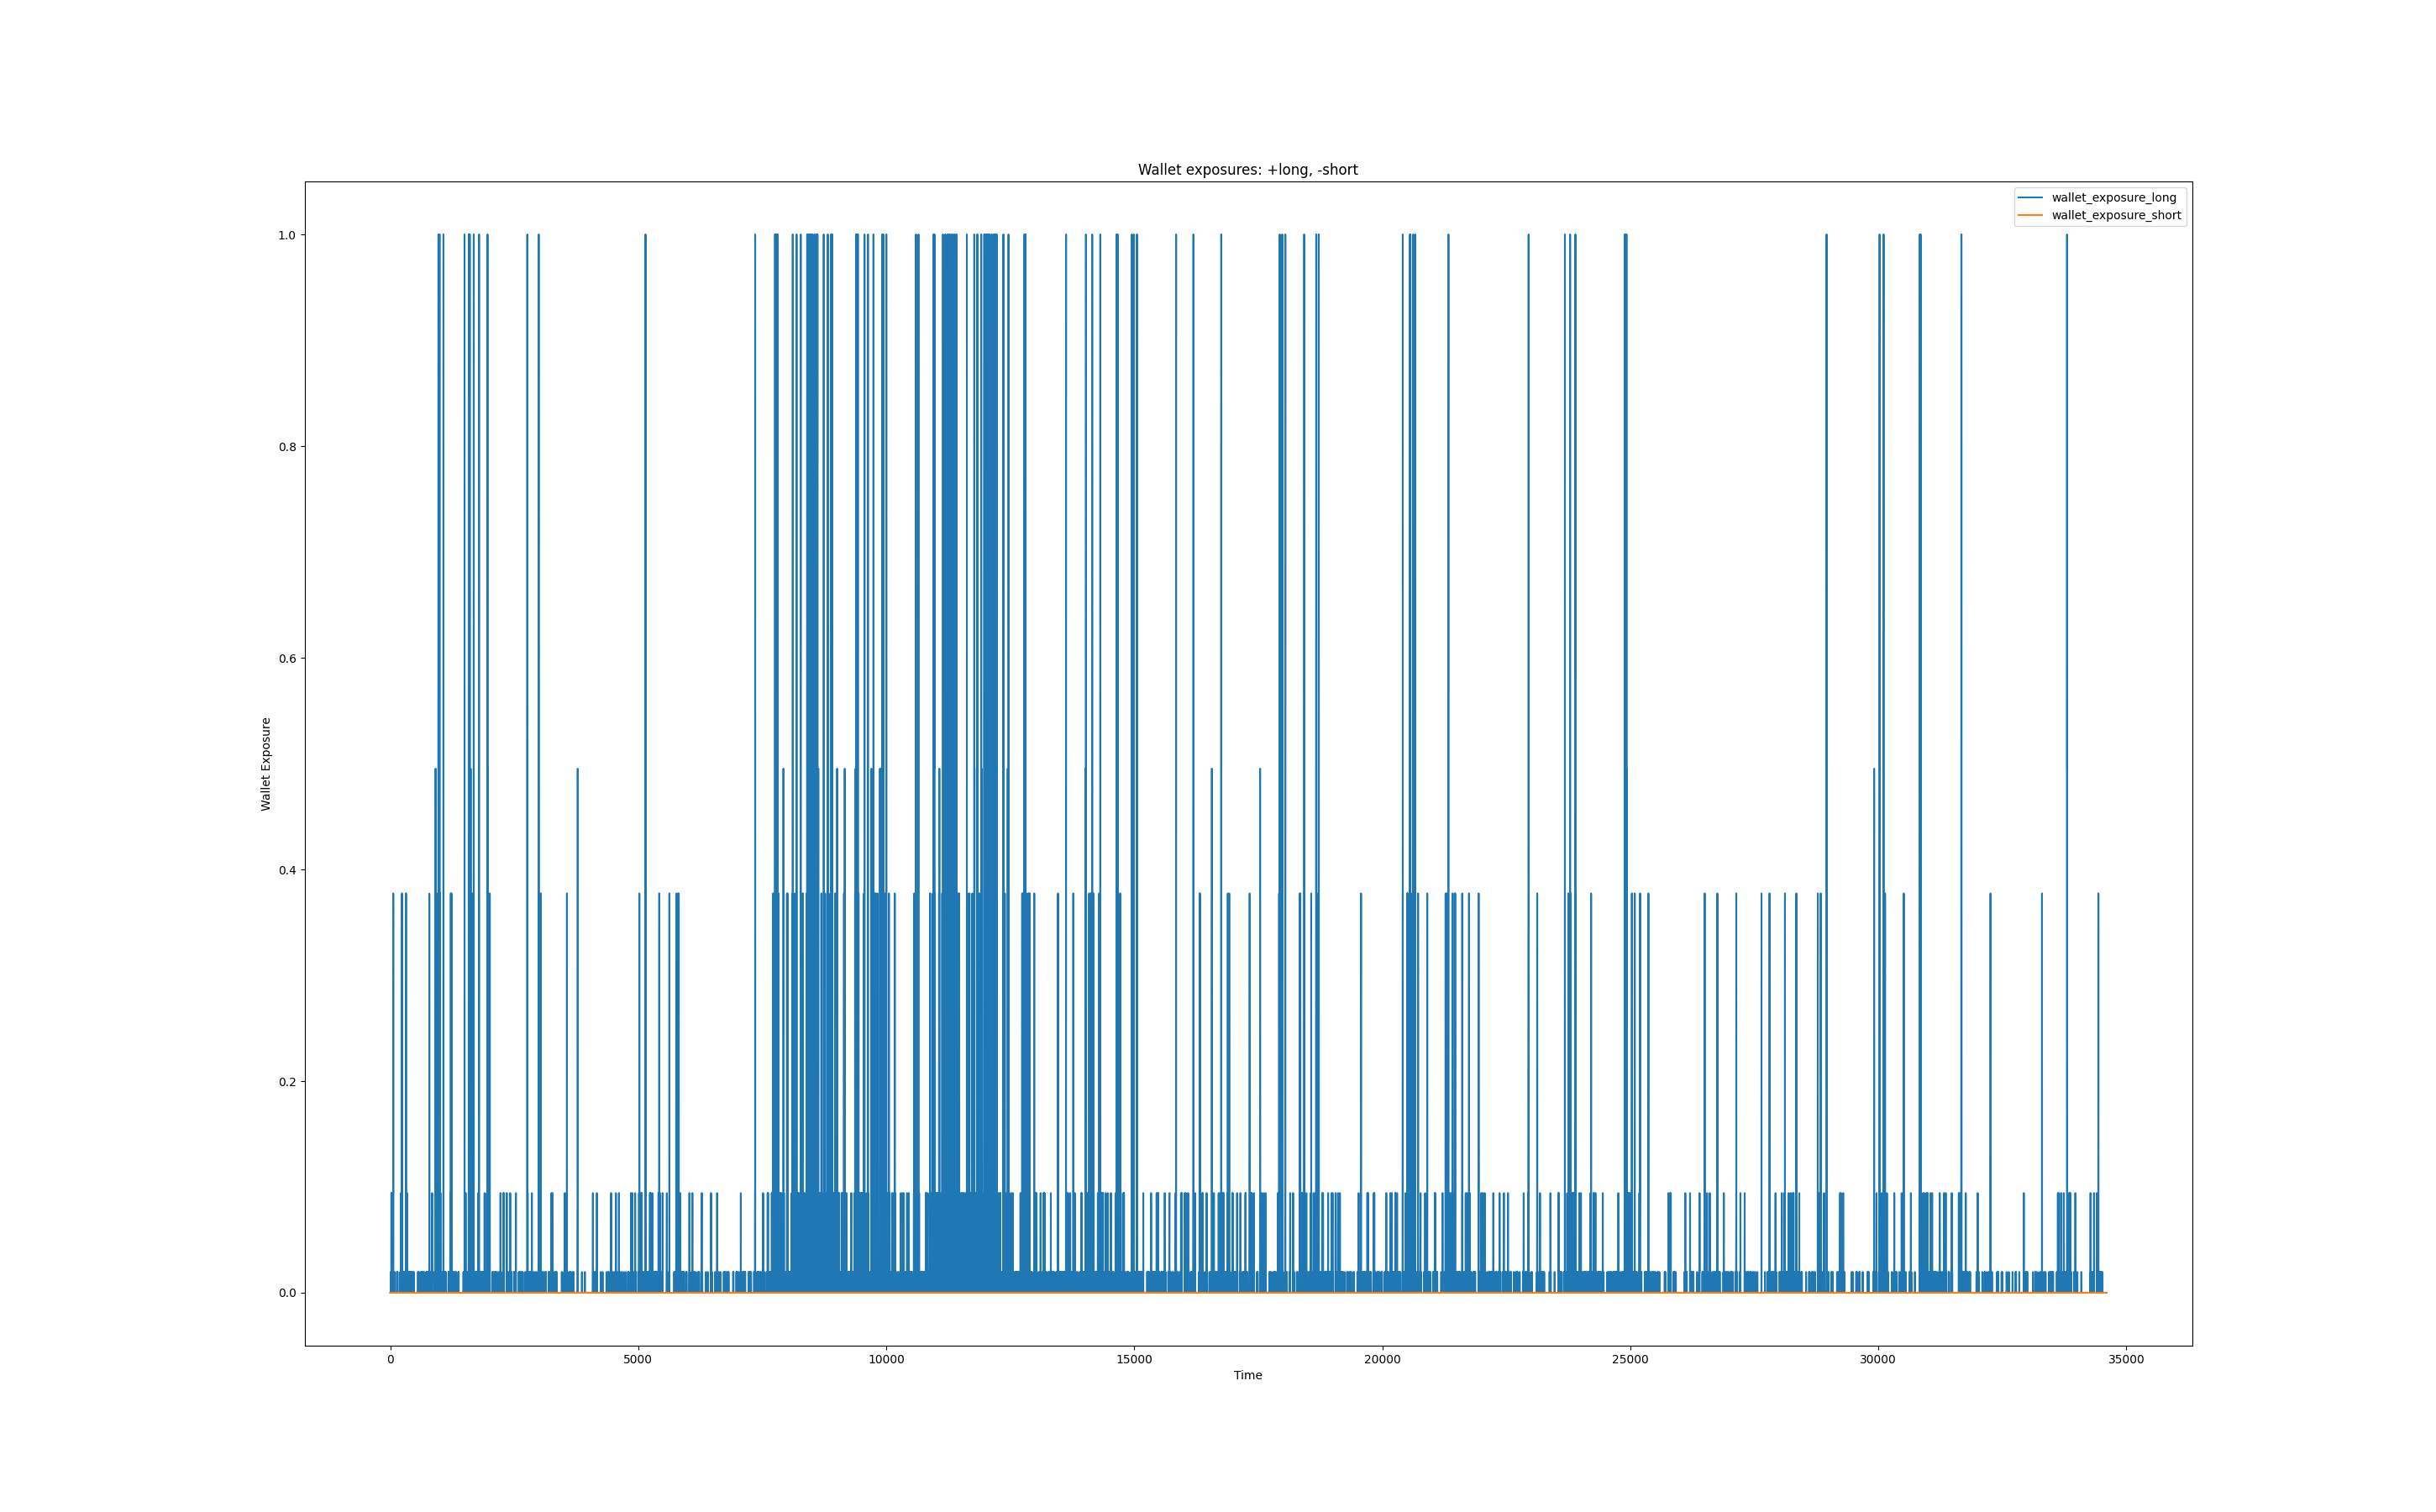 Wallet exposures: +long, -short
wallet_exposure_long
wallet_exposure_short
1.0
0.8
0.6
0.4
0.2
0.0
Wallet Exposure
0 5000 10000 15000 20000 25000 30000 35000
Time